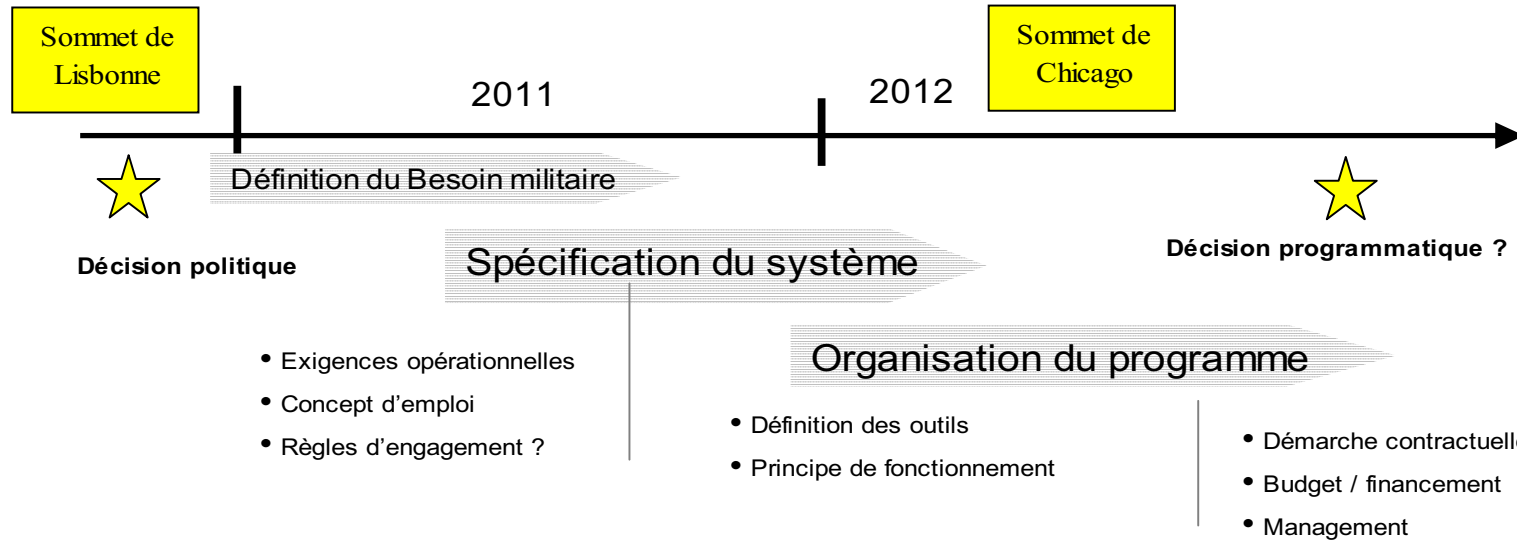 Sommet de
Lisbonne
2011
2012
Sommet de
Chicago
Définition du Besoin militaire
Décision politique
Spécification du système
Décision programmatique ?
Organisation du programme
• Exigences opérationnelles
• Concept d'emploi
• Règles d'engagement ?
• Définition des outils
• Principe de fonctionnement
• Démarche contractuelle
• Budget / financement
• Management